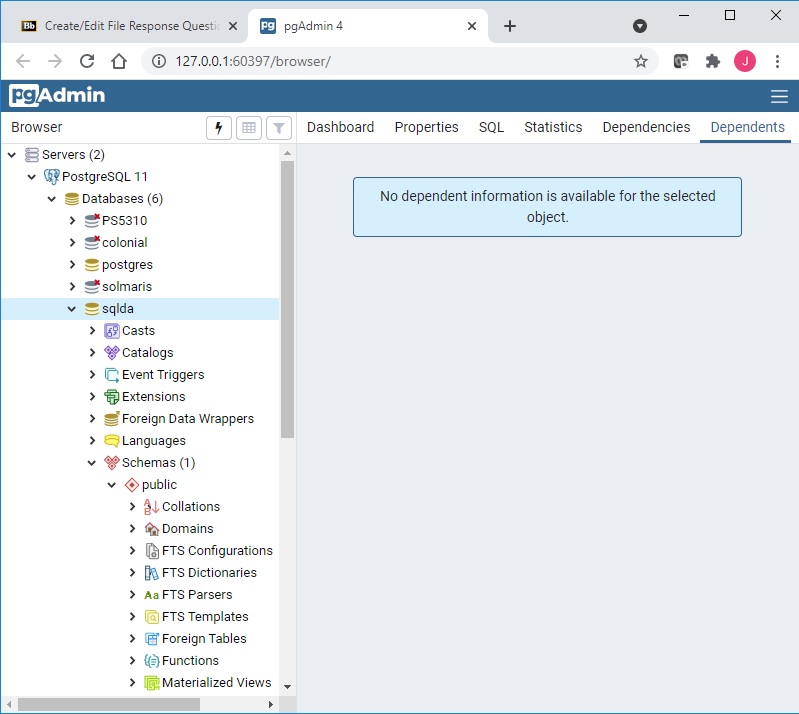 Bb Create/Edit File Response Questi
pgAdmin 4
127.0.0.1:60397/browser/
J
pgAdmin
Browser
Dashboard Properties SQL Statistics Dependencies Dependents
Servers (2)
PostgreSQL 11
Databases (6)
PS5310
colonial
postgres
solmaris
sqlda
Casts
Catalogs
Event Triggers
Extensions
Foreign Data Wrappers
Languages
Schemas (1)
public
Collations
Domains
FTS Configurations
FTS Dictionaries
Aa FTS Parsers
FTS Templates
Foreign Tables
Functions
Materialized Views
No dependent information is available for the selected
object.